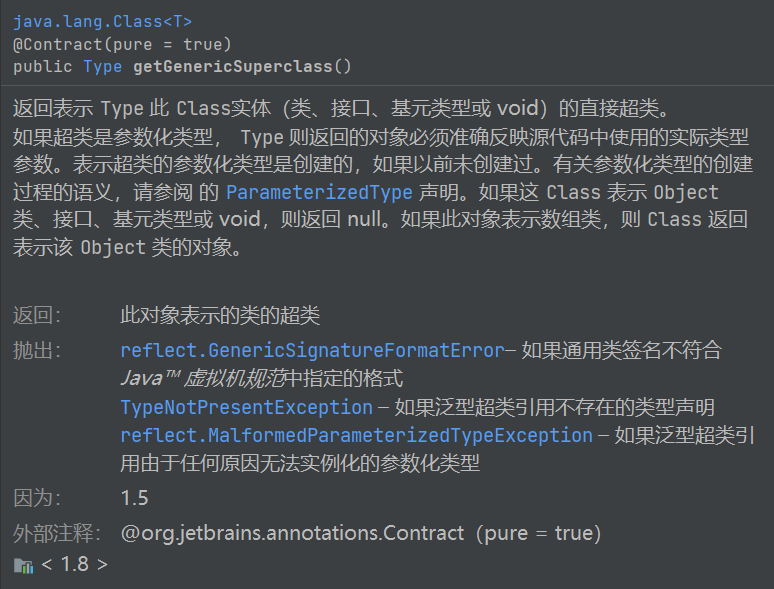 java.lang.Class<T>
@Contract(pure = true)
public Type getGenericSuperclass()
返回表示 Type 此 Class实体（类、接口、基元类型或 void）的直接超类。
如果超类是参数化类型， Type 则返回的对象必须准确反映源代码中使用的实际类型
参数。表示超类的参数化类型是创建的，如果以前未创建过。有关参数化类型的创建
过程的语义，请参阅 的 ParameterizedType 声明。如果这 Class 表示 Object
类、接口、基元类型或 void，则返回 null。如果此对象表示数组类，则 Class 返回
表示该 Object 类的对象。
返回： 此对象表示的类的超类
抛出： reflect.GenericSignatureFormatError– 如果通用类签名不符合
Java™ 虚拟机规范中指定的格式
TypeNotPresentException – 如果泛型超类引用不存在的类型声明
reflect.MalformedParameterizedTypeException – 如果泛型超类引
用由于任何原因无法实例化的参数化类型
因为： 1.5
外部注释： @org.jetbrains.annotations.Contract（pure = true）
< 1.8 >